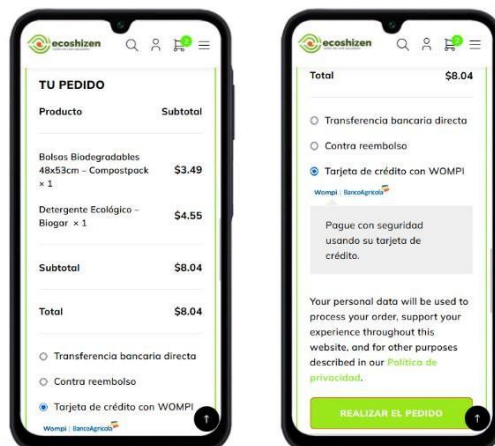 ecoshizen
2
TU PEDIDO
Producto Subtotal
Bolsas Biodegradables
48x53cm – Compostpack $3.49
× 1
Detergente Ecológico –
Biogar × 1 $4.55
Subtotal $8.04
Total $8.04
Transferencia bancaria directa
Contra reembolso
Tarjeta de crédito con WOMPI
Wompi | BancoAgrícola
ecoshizen
2
Total $8.04
Transferencia bancaria directa
Contra reembolso
Tarjeta de crédito con WOMPI
Wompi | BancoAgrícola
Pague con seguridad
usando su tarjeta de
crédito.
Your personal data will be used to
process your order, support your
experience throughout this
website, and for other purposes
described in our Política de
privacidad.
REALIZAR EL PEDIDO